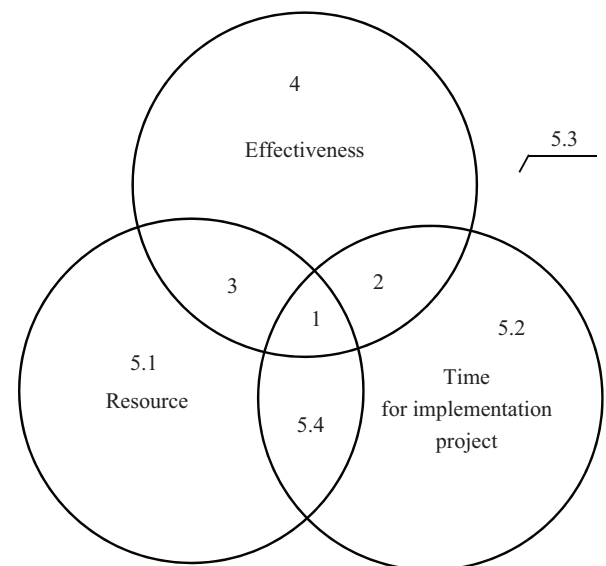 4
Effectiveness
5.3
3
2
1
5.2
5.1
Resource
Time
for implementation
project
5.4